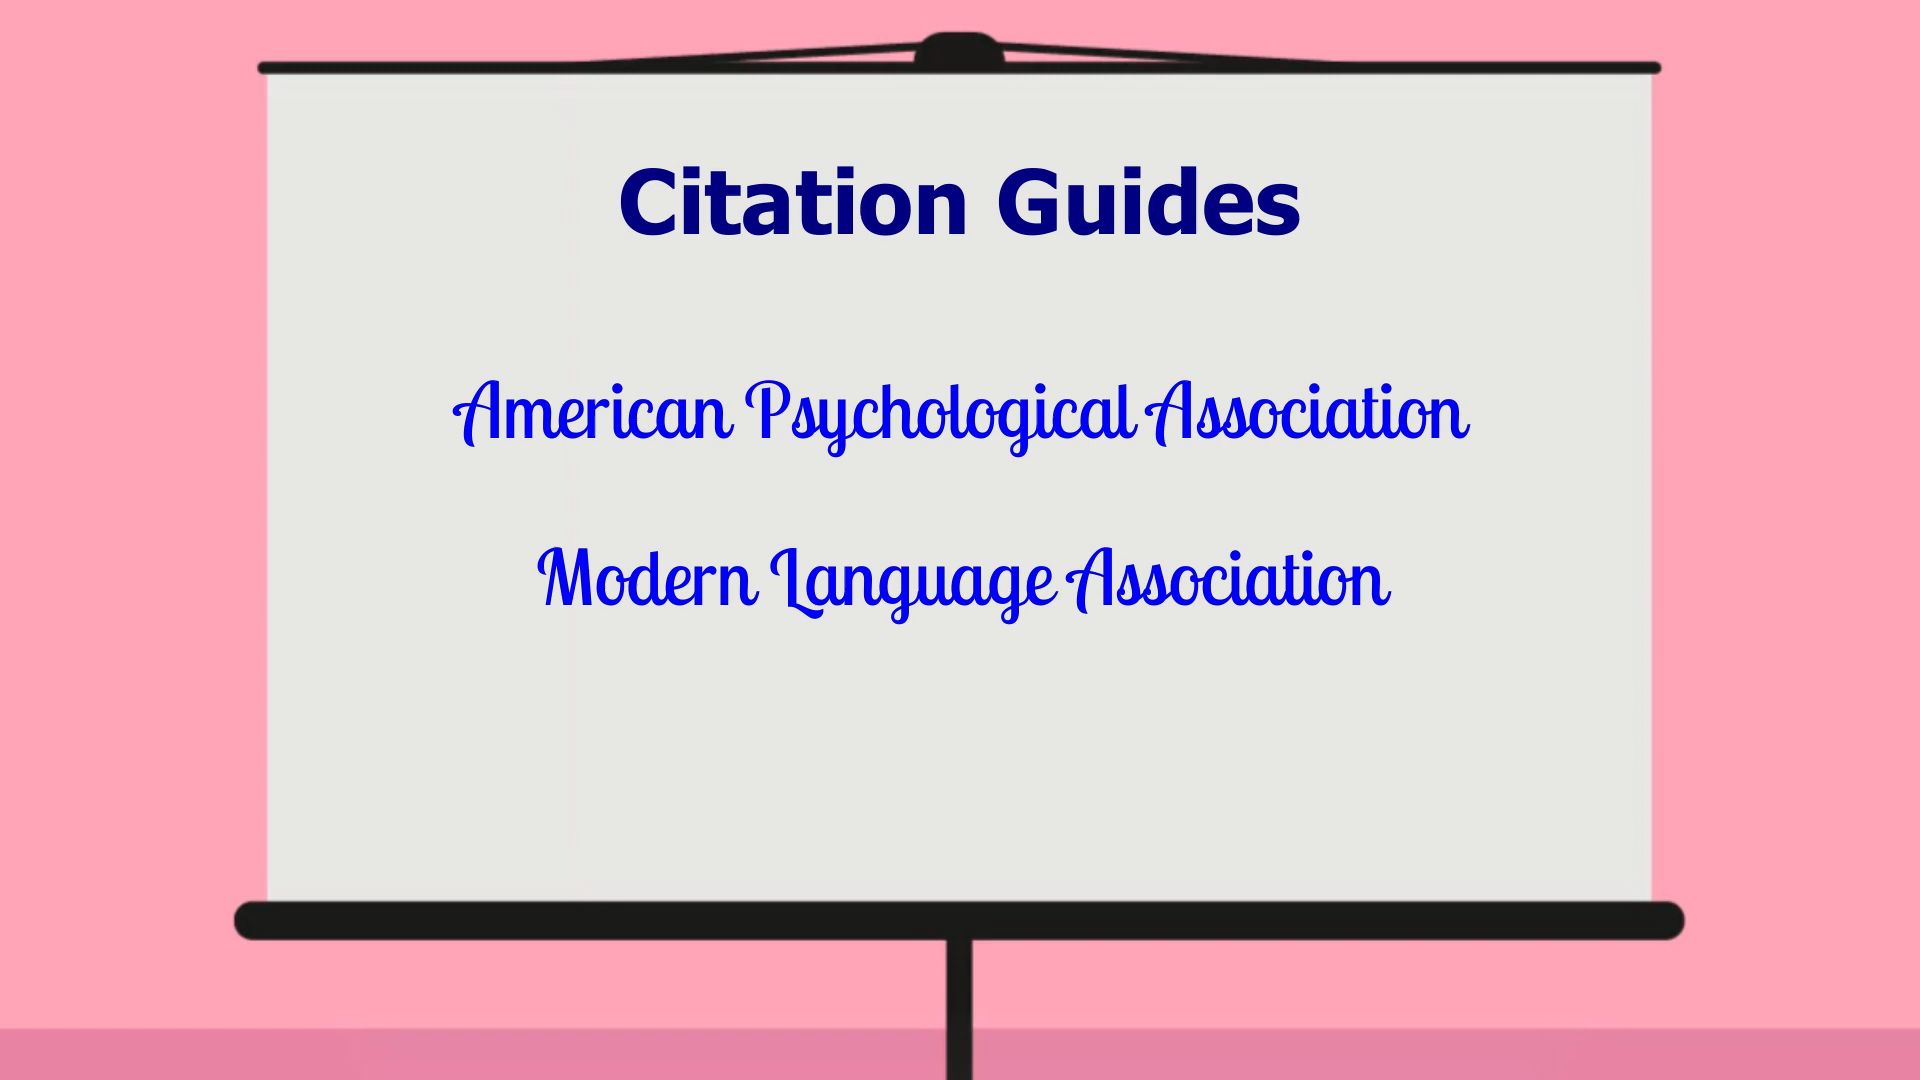 Citation Guides
American Psychological Association
Modern Language Association